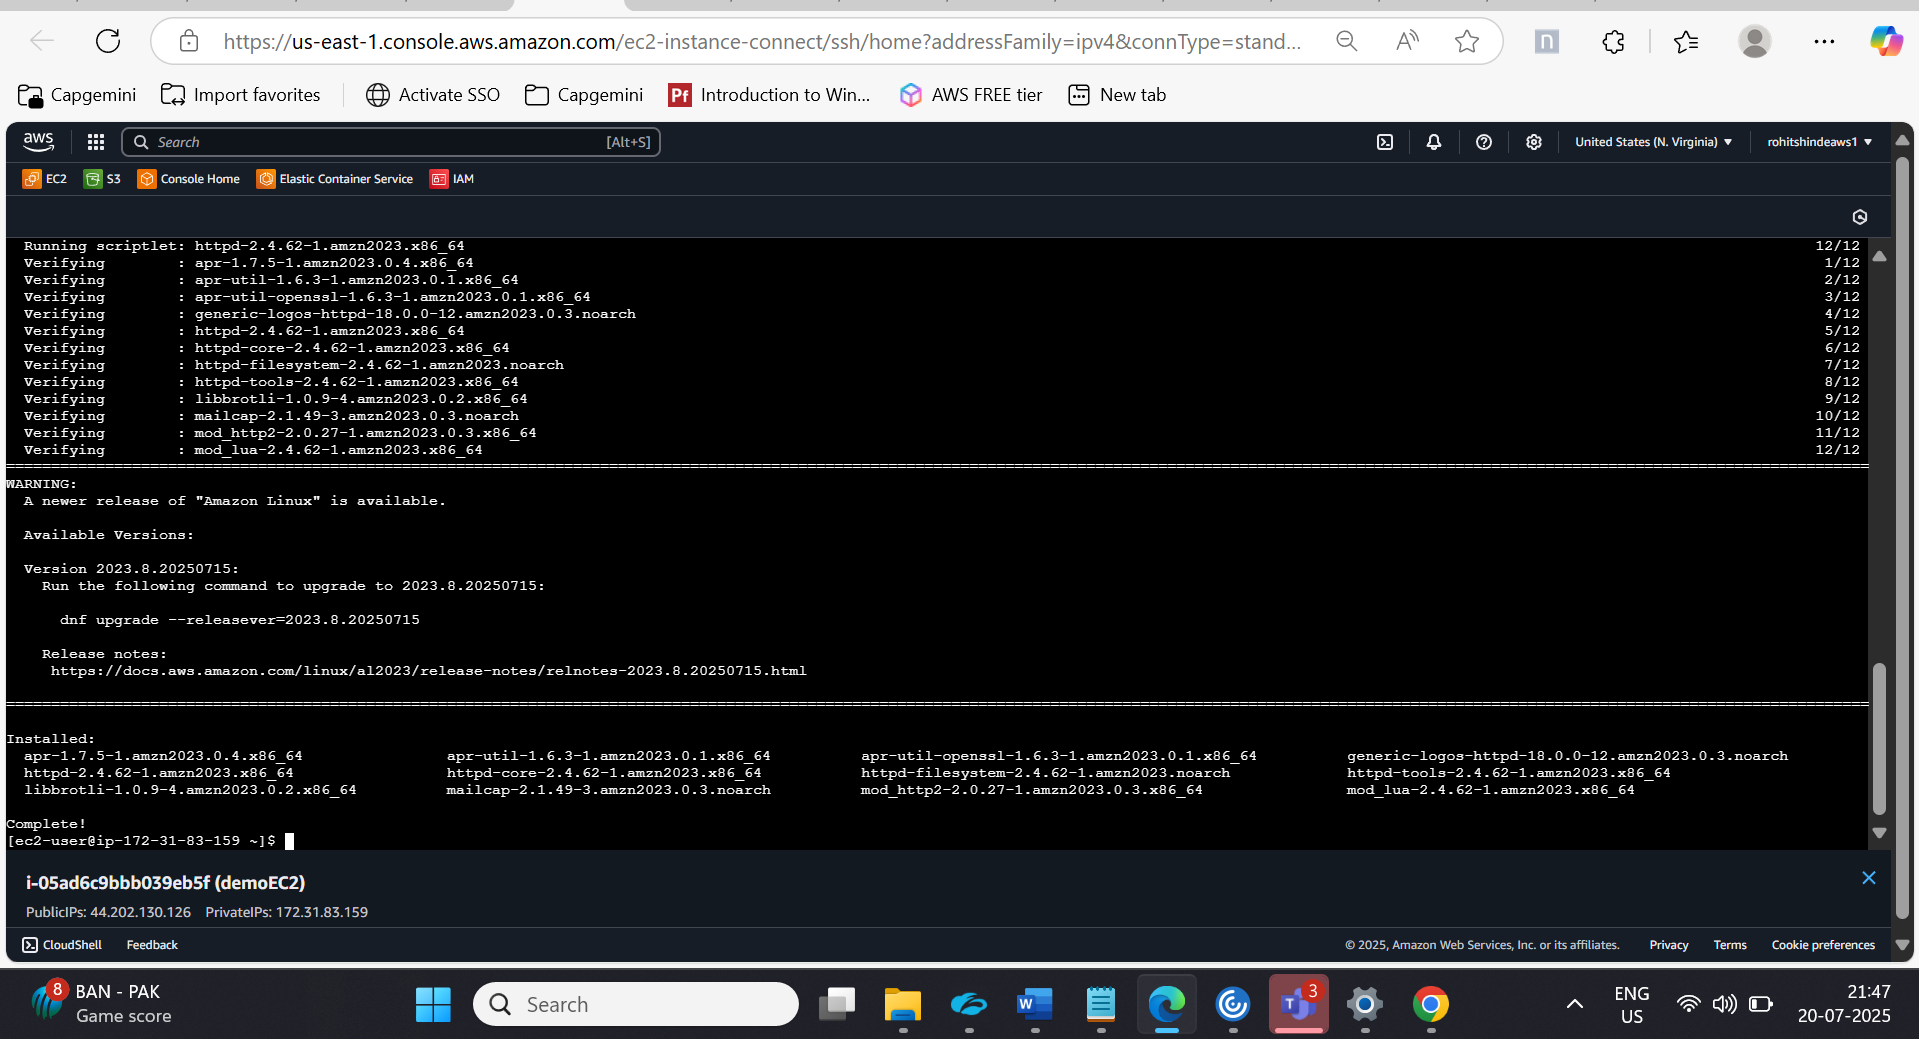 https://us-east-1.console.aws.amazon.com/ec2-instance-connect/ssh/home?addressFamily=ipv4&connType=stand...
Capgemini Import favorites Activate SSO Capgemini Pf Introduction to Win... AWS FREE tier New tab
aws Search [Alt+S] United States (N. Virginia) rohitshindeaws1
EC2 S3 Console Home Elastic Container Service IAM
Running scriptlet: httpd-2.4.62-1.amzn2023.x86_64 12/12
Verifying : apr-1.7.5-1.amzn2023.0.4.x86_64 1/12
Verifying : apr-util-1.6.3-1.amzn2023.0.1.x86_64 2/12
Verifying : apr-util-openssl-1.6.3-1.amzn2023.0.1.x86_64 3/12
Verifying : generic-logos-httpd-18.0.0-12.amzn2023.0.3.noarch 4/12
Verifying : httpd-2.4.62-1.amzn2023.x86_64 5/12
Verifying : httpd-core-2.4.62-1.amzn2023.x86_64 6/12
Verifying : httpd-filesystem-2.4.62-1.amzn2023.noarch 7/12
Verifying : httpd-tools-2.4.62-1.amzn2023.x86_64 8/12
Verifying : libbrotli-1.0.9-4.amzn2023.0.2.x86_64 9/12
Verifying : mailcap-2.1.49-3.amzn2023.0.3.noarch 10/12
Verifying : mod_http2-2.0.27-1.amzn2023.0.3.x86_64 11/12
Verifying : mod_lua-2.4.62-1.amzn2023.x86_64 12/12
WARNING:
A newer release of "Amazon Linux" is available.
Available Versions:
Version 2023.8.20250715:
Run the following command to upgrade to 2023.8.20250715:
dnf upgrade --releasever=2023.8.20250715
Release notes:
https://docs.aws.amazon.com/linux/al2023/release-notes/relnotes-2023.8.20250715.html
Installed:
apr-1.7.5-1.amzn2023.0.4.x86_64 apr-util-1.6.3-1.amzn2023.0.1.x86_64 apr-util-openssl-1.6.3-1.amzn2023.0.1.x86_64 generic-logos-httpd-18.0.0-12.amzn2023.0.3.noarch
httpd-2.4.62-1.amzn2023.x86_64 httpd-core-2.4.62-1.amzn2023.x86_64 httpd-filesystem-2.4.62-1.amzn2023.noarch httpd-tools-2.4.62-1.amzn2023.x86_64
libbrotli-1.0.9-4.amzn2023.0.2.x86_64 mailcap-2.1.49-3.amzn2023.0.3.noarch mod_http2-2.0.27-1.amzn2023.0.3.x86_64 mod_lua-2.4.62-1.amzn2023.x86_64
Complete!
[ec2-user@ip-172-31-83-159 ~]$
i-05ad6c9bbb039eb5f (demoEC2)
PublicIPs: 44.202.130.126 PrivateIPs: 172.31.83.159
CloudShell Feedback © 2025, Amazon Web Services, Inc. or its affiliates. Privacy Terms Cookie preferences
8 BAN - PAK
Game score
Search
3
ENG
US
21:47
20-07-2025